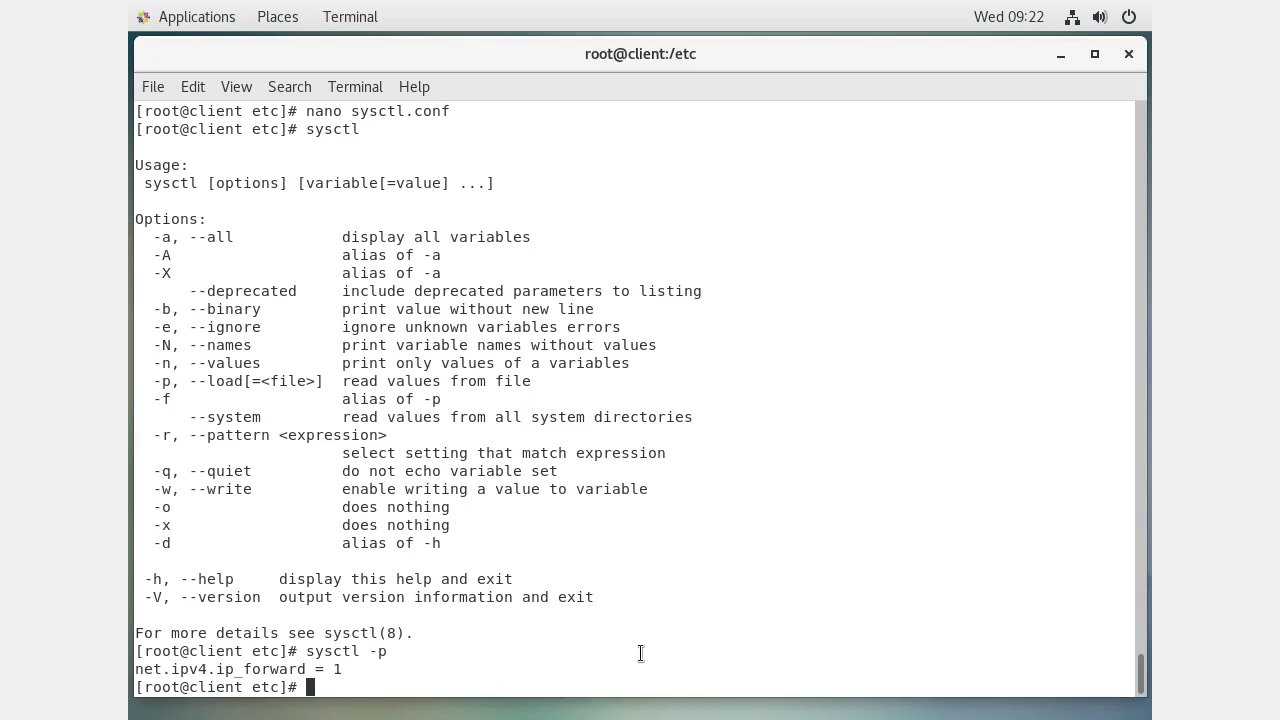 Applications Places Terminal Wed 09:22
root@client:/etc
File Edit View Search Terminal Help
[root@client etc]# nano sysctl.conf
[root@client etc]# sysctl
Usage:
 sysctl [options] [variable[=value] ...]
Options:
  -a, --all            display all variables
  -A                   alias of -a
  -X                   alias of -a
      --deprecated     include deprecated parameters to listing
  -b, --binary         print value without new line
  -e, --ignore         ignore unknown variables errors
  -N, --names          print variable names without values
  -n, --values         print only values of a variables
  -p, --load[=<file>]  read values from file
  -f                   alias of -p
      --system         read values from all system directories
  -r, --pattern <expression>
                       select setting that match expression
  -q, --quiet          do not echo variable set
  -w, --write          enable writing a value to variable
  -o                   does nothing
  -x                   does nothing
  -d                   alias of -h
 -h, --help     display this help and exit
 -V, --version  output version information and exit
For more details see sysctl(8).
[root@client etc]# sysctl -p
net.ipv4.ip_forward = 1
[root@client etc]#